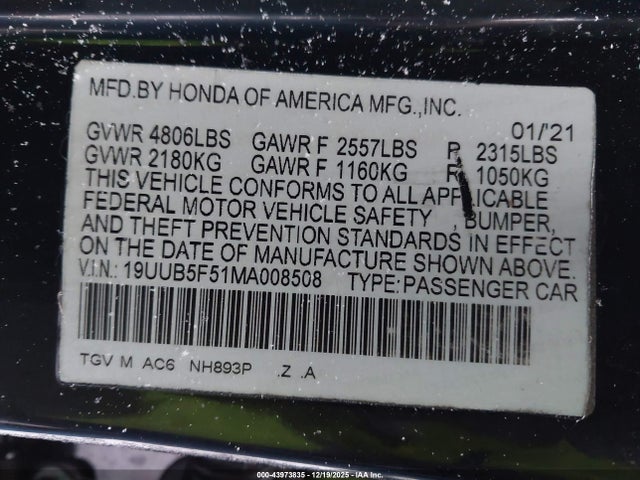 MFD.BY HONDA OF AMERICA MFG.,INC.
01/'21
GVWR 4806LBS GAWR F 2557LBS R 2315LBS
GVWR 2180KG GAWR F 1160KG R 1050KG
THIS VEHICLE CONFORMS TO ALL APPLICABLE
FEDERAL MOTOR VEHICLE SAFETY , BUMPER,
AND THEFT PREVENTION STANDARDS IN EFFECT
ON THE DATE OF MANUFACTURE SHOWN ABOVE.
V.I.N.: 19UUB5F51MA008508 TYPE:PASSENGER CAR
TGV M AC6 NH893P .Z .A
000-43973835 - 12/19/2025 - IAA Inc.